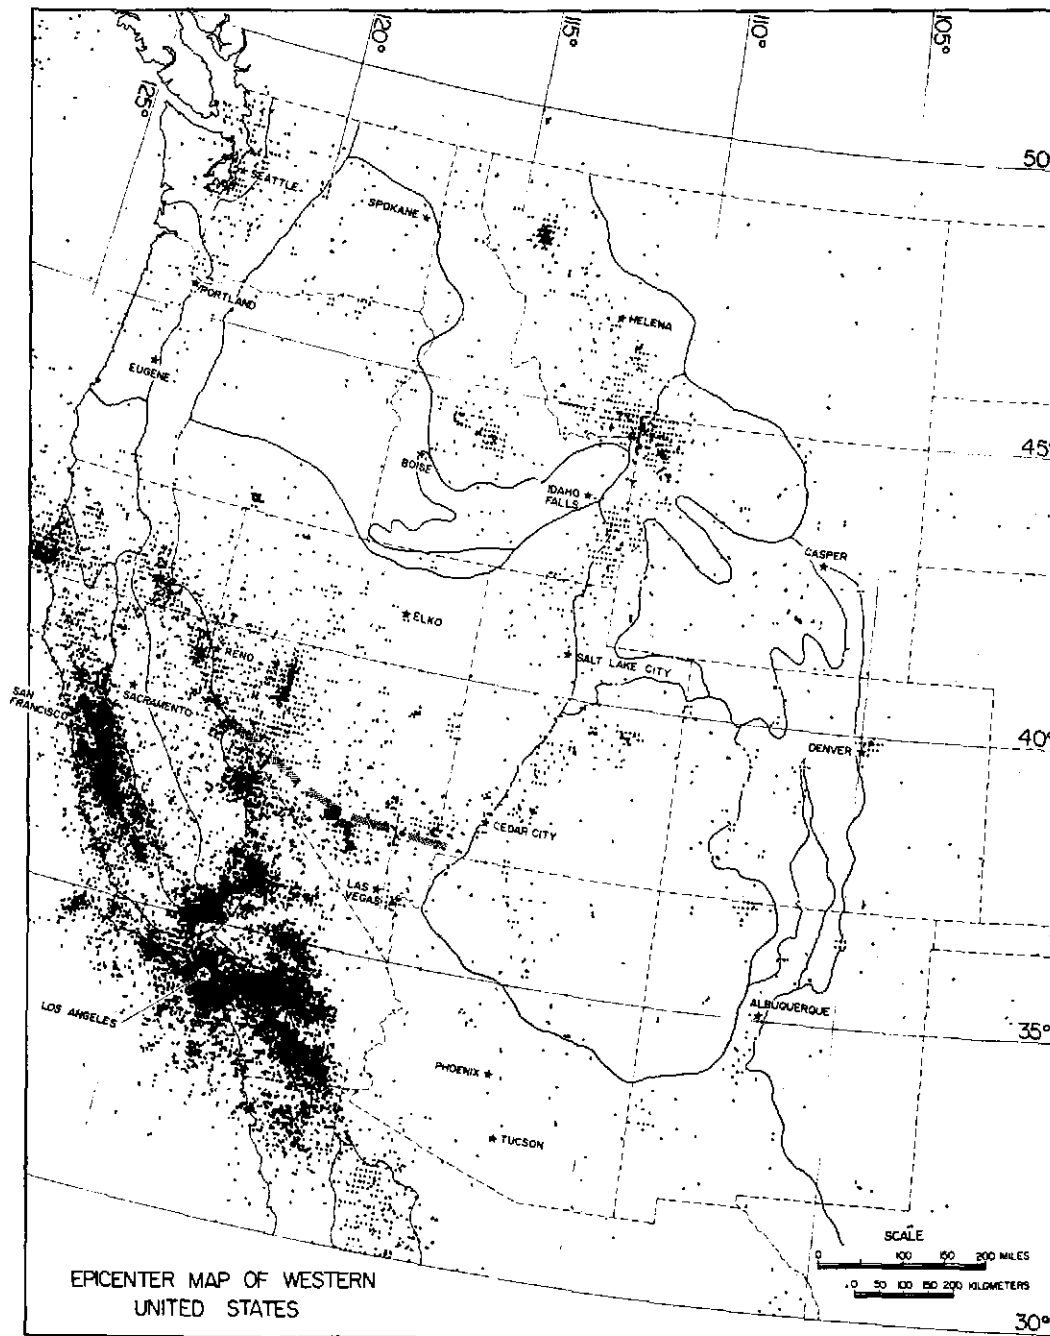 125°
120°
115°
110°
105°
50°
SEATTLE
SPOKANE
PORTLAND
HELENA
EUGENE
45°
BOISE
IDAHO
FALLS
CASPER
ELKO
RENO
SALT LAKE CITY
SAN
FRANCISCO
SACRAMENTO
40°
DENVER
CEDAR CITY
LAS
VEGAS
LOS ANGELES
ALBUQUERQUE
35°
PHOENIX
TUCSON
SCALE
0 100 150 200 MILES
0 50 100 150 200 KILOMETERS
EPICENTER MAP OF WESTERN
UNITED STATES
30°